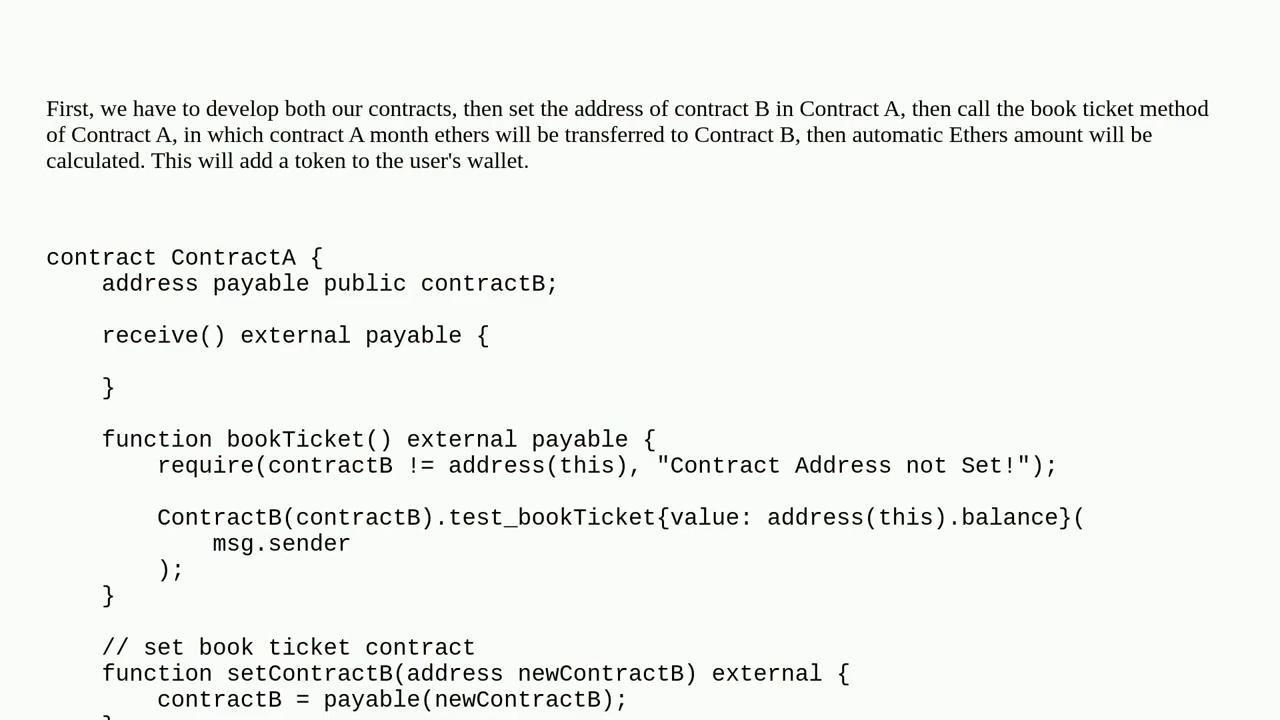 First, we have to develop both our contracts, then set the address of contract B in Contract A, then call the book ticket method
of Contract A, in which contract A month ethers will be transferred to Contract B, then automatic Ethers amount will be
calculated. This will add a token to the user's wallet.
contract ContractA {
    address payable public contractB;
    receive() external payable {
    }
    function bookTicket() external payable {
        require(contractB != address(this), "Contract Address not Set!");
        ContractB(contractB).test_bookTicket{value: address(this).balance}(
            msg.sender
        );
    }
    // set book ticket contract
    function setContractB(address newContractB) external {
        contractB = payable(newContractB);
    }